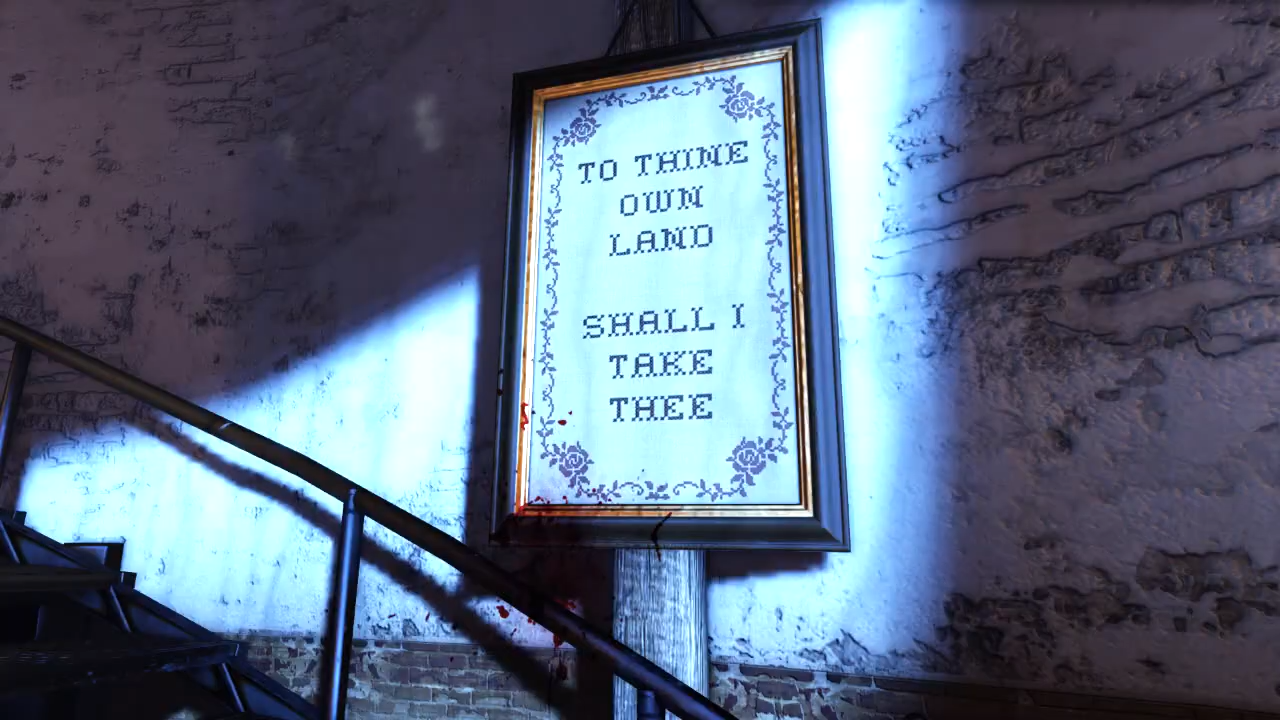 TO THINE
OWN
LAND
SHALL I
TAKE
THEE